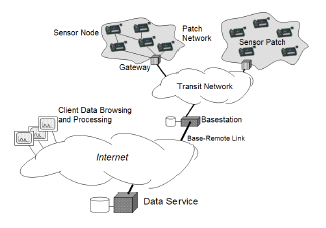 Sensor Node
Patch
Network
Sensor Patch
Gateway
Transit Network
Client Data Browsing
and Processing
Basestation
Base-Remote Link
Internet
Data Service